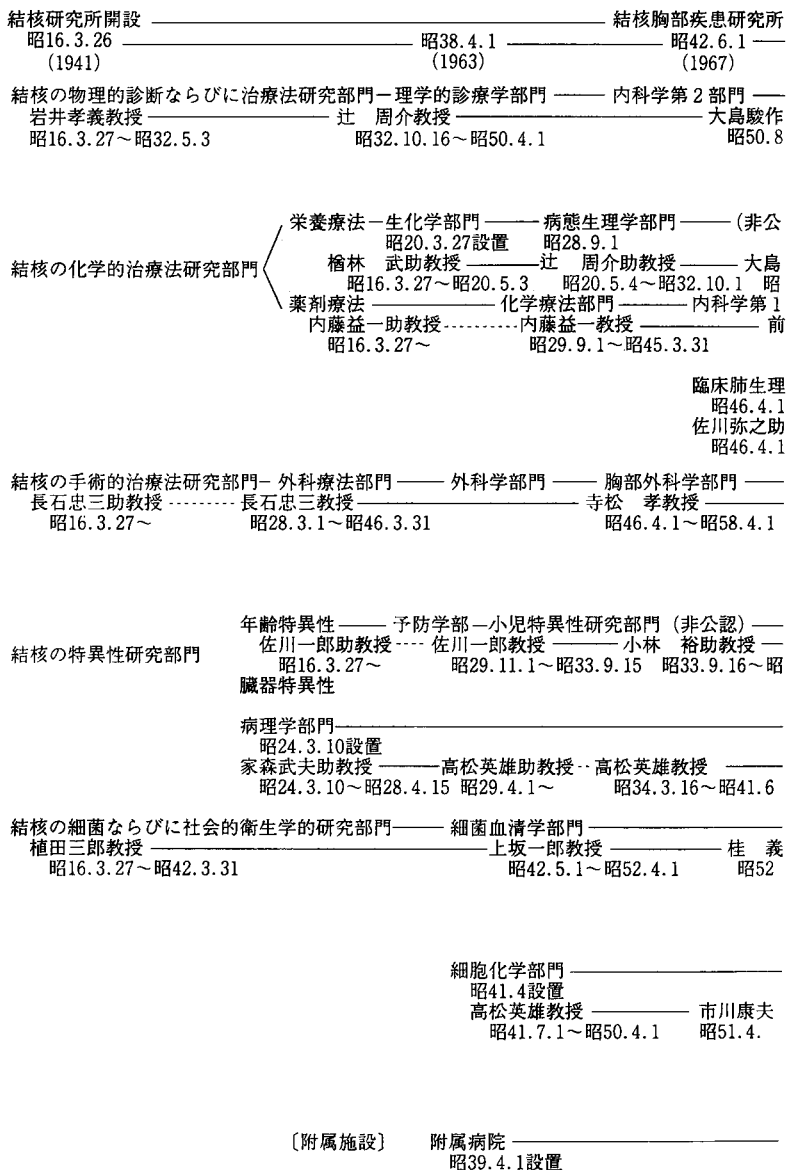 結核研究所開設 ―――― 結核胸部疾患研究所
昭16.3.26 ―――― 昭38.4.1 ―――― 昭42.6.1 ――
(1941) (1963) (1967)
結核の物理的診断ならびに治療法研究部門－理学的診療学部門 ―― 内科学第2部門 ――
岩井孝義教授 ―――― 辻 周介教授 ―――― 大島駿作
昭16.3.27～昭32.5.3 昭32.10.16～昭50.4.1 昭50.8
栄養療法－生化学部門 ―― 病態生理学部門 ―― (非公
昭20.3.27設置 昭28.9.1
結核の化学的治療法研究部門
楢林 武助教授 ―――― 辻 周介助教授 ―― 大島
昭16.3.27～昭20.5.3 昭20.5.4～昭32.10.1 昭
薬剤療法 ―――― 化学療法部門 ―――― 内科学第1
内藤益一助教授 ‥‥‥‥ 内藤益一教授 ―――― 前
昭16.3.27～ 昭29.9.1～昭45.3.31
臨床肺生理
昭46.4.1
佐川弥之助
昭46.4.1
結核の手術的治療法研究部門－外科療法部門 ―― 外科学部門 ―― 胸部外科学部門 ――
長石忠三助教授 ‥‥‥‥ 長石忠三教授 ―――― 寺松 孝教授 ――――
昭16.3.27～ 昭28.3.1～昭46.3.31 昭46.4.1～昭58.4.1
年齢特異性 ―― 予防学部－小児特異性研究部門 (非公認) ――
結核の特異性研究部門
佐川一郎助教授 ‥‥ 佐川一郎教授 ―――― 小林 裕助教授 ―
昭16.3.27～ 昭29.11.1～昭33.9.15 昭33.9.16～昭
臓器特異性
病理学部門 ――――
昭24.3.10設置
家森武夫助教授 ―――― 高松英雄助教授 ‥ 高松英雄教授 ――
昭24.3.10～昭28.4.15 昭29.4.1～ 昭34.3.16～昭41.6
結核の細菌ならびに社会的衛生学的研究部門 ―― 細菌血清学部門 ――――
植田三郎教授 ―――― 上坂一郎教授 ―――― 桂 義
昭16.3.27～昭42.3.31 昭42.5.1～昭52.4.1 昭52
細胞化学部門 ――――
昭41.4設置
高松英雄教授 ―――― 市川康夫
昭41.7.1～昭50.4.1 昭51.4.
〔附属施設〕 附属病院 ――――
昭39.4.1設置